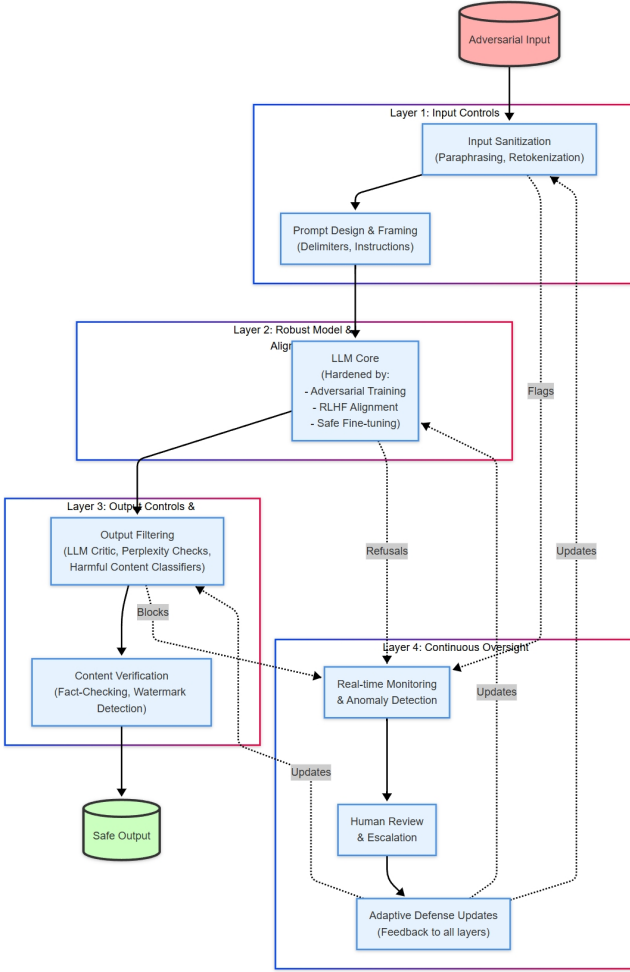 Adversarial Input
Layer 1: Input Controls
Input Sanitization
(Paraphrasing, Retokenization)
Prompt Design & Framing
(Delimiters, Instructions)
Layer 2: Robust Model &
LLM Core
(Hardened by:
- Adversarial Training
- RLHF Alignment
- Safe Fine-tuning)
Flags
Layer 3: Output Controls &
Output Filtering
(LLM Critic, Perplexity Checks,
Harmful Content Classifiers)
Refusals
Updates
Blocks
Layer 4: Continuous Oversight
Content Verification
(Fact-Checking, Watermark
Detection)
Real-time Monitoring
& Anomaly Detection
Updates
Updates
Safe Output
Human Review
& Escalation
Adaptive Defense Updates
(Feedback to all layers)